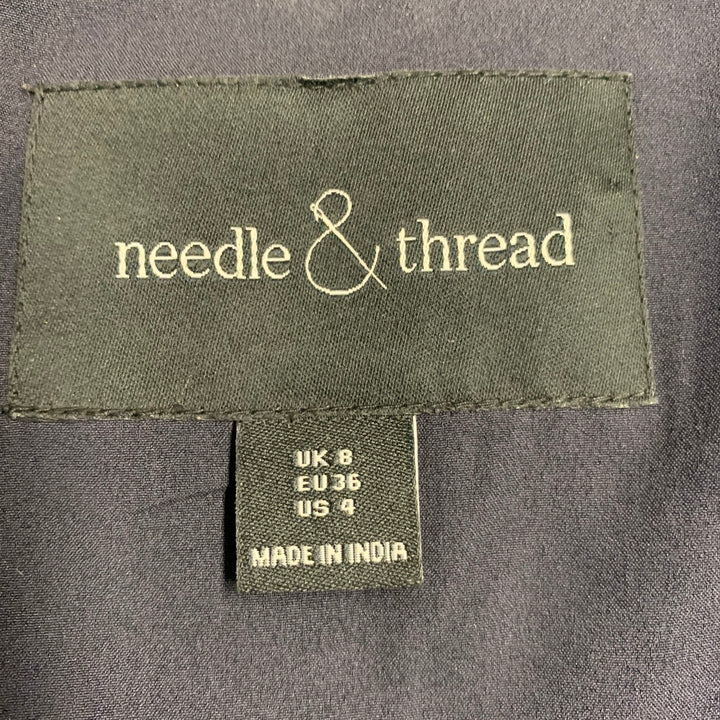 needle & thread
UK 8
EU 36
US 4
MADE IN INDIA